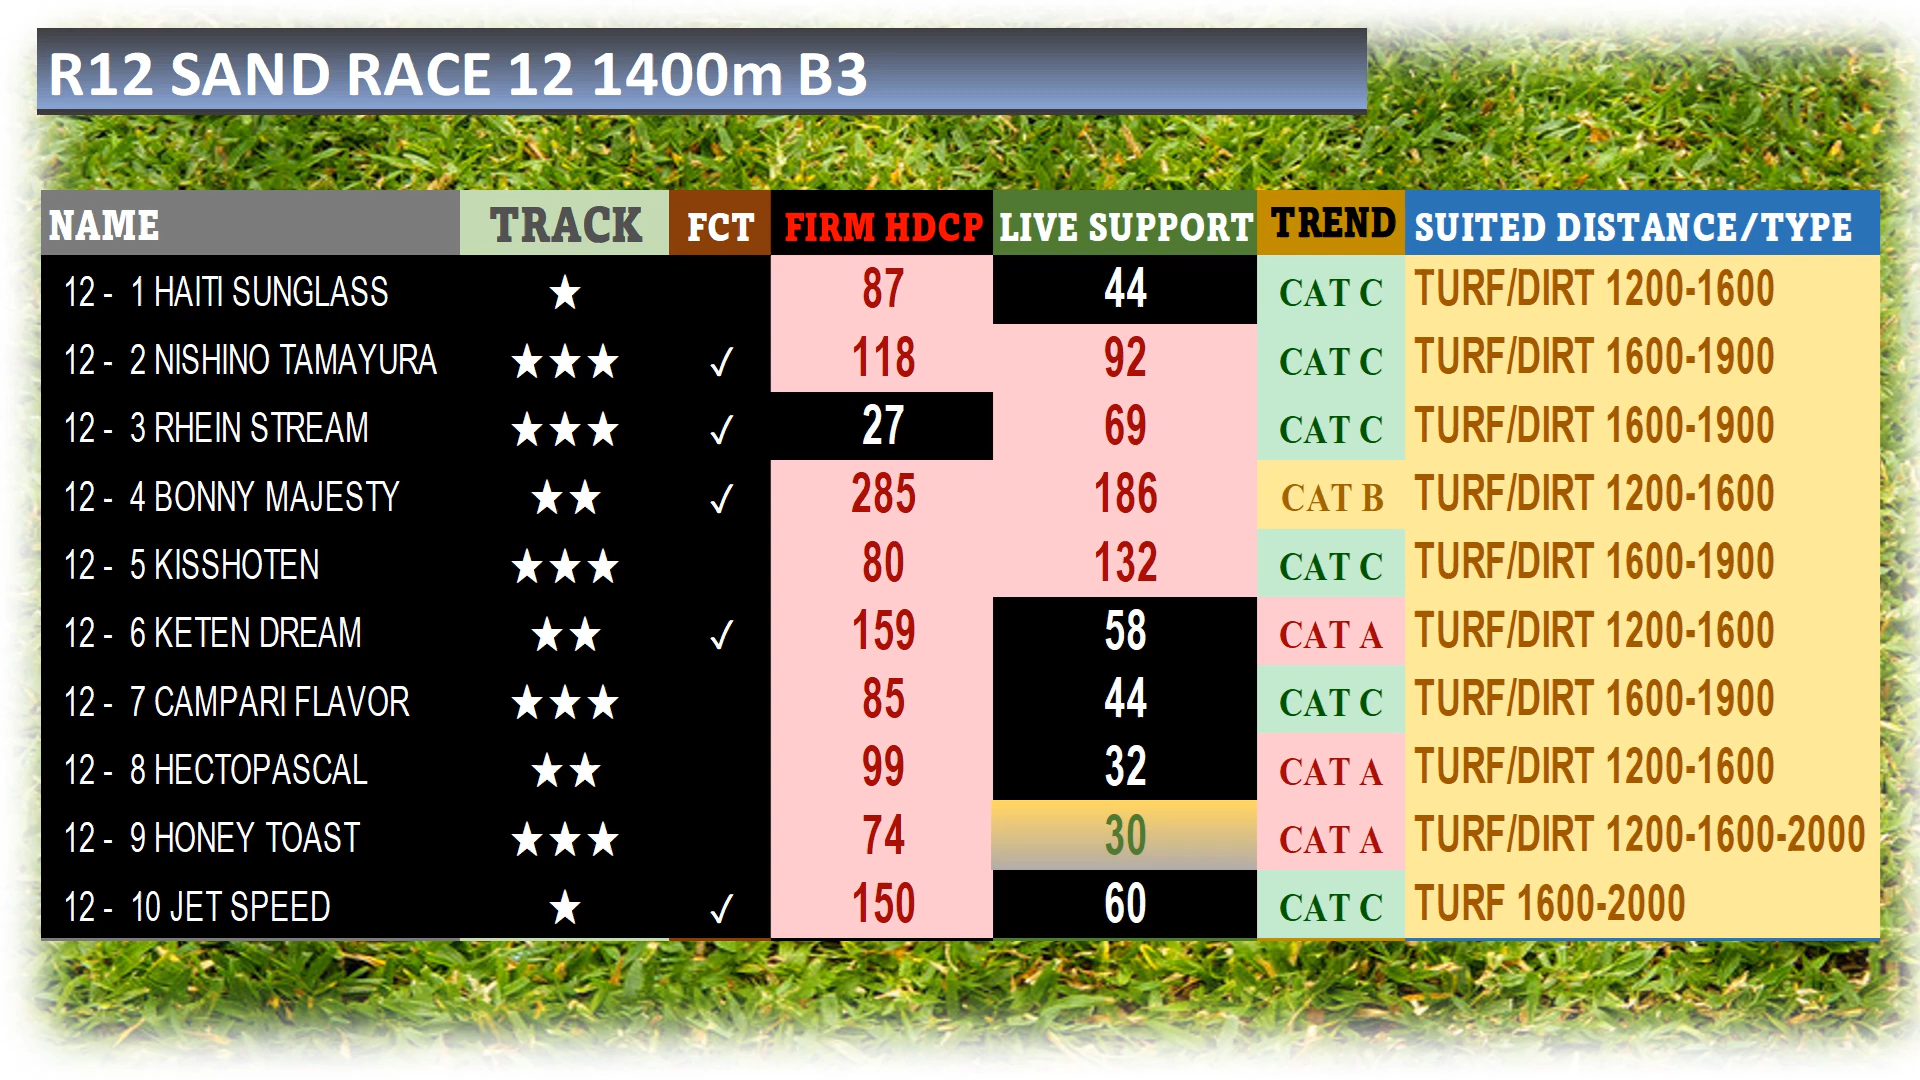 R12 SAND RACE 12 1400m B3
NAME TRACK FCT FIRM HDCP LIVE SUPPORT TREND SUITED DISTANCE/TYPE
12 - 1 HAITI SUNGLASS ★ 87 44 CAT C TURF/DIRT 1200-1600
12 - 2 NISHINO TAMAYURA ★★★ ✓ 118 92 CAT C TURF/DIRT 1600-1900
12 - 3 RHEIN STREAM ★★★ ✓ 27 69 CAT C TURF/DIRT 1600-1900
12 - 4 BONNY MAJESTY ★★ ✓ 285 186 CAT B TURF/DIRT 1200-1600
12 - 5 KISSHOTEN ★★★ 80 132 CAT C TURF/DIRT 1600-1900
12 - 6 KETEN DREAM ★★ ✓ 159 58 CAT A TURF/DIRT 1200-1600
12 - 7 CAMPARI FLAVOR ★★★ 85 44 CAT C TURF/DIRT 1600-1900
12 - 8 HECTOPASCAL ★★ 99 32 CAT A TURF/DIRT 1200-1600
12 - 9 HONEY TOAST ★★★ 74 30 CAT A TURF/DIRT 1200-1600-2000
12 - 10 JET SPEED ★ ✓ 150 60 CAT C TURF 1600-2000